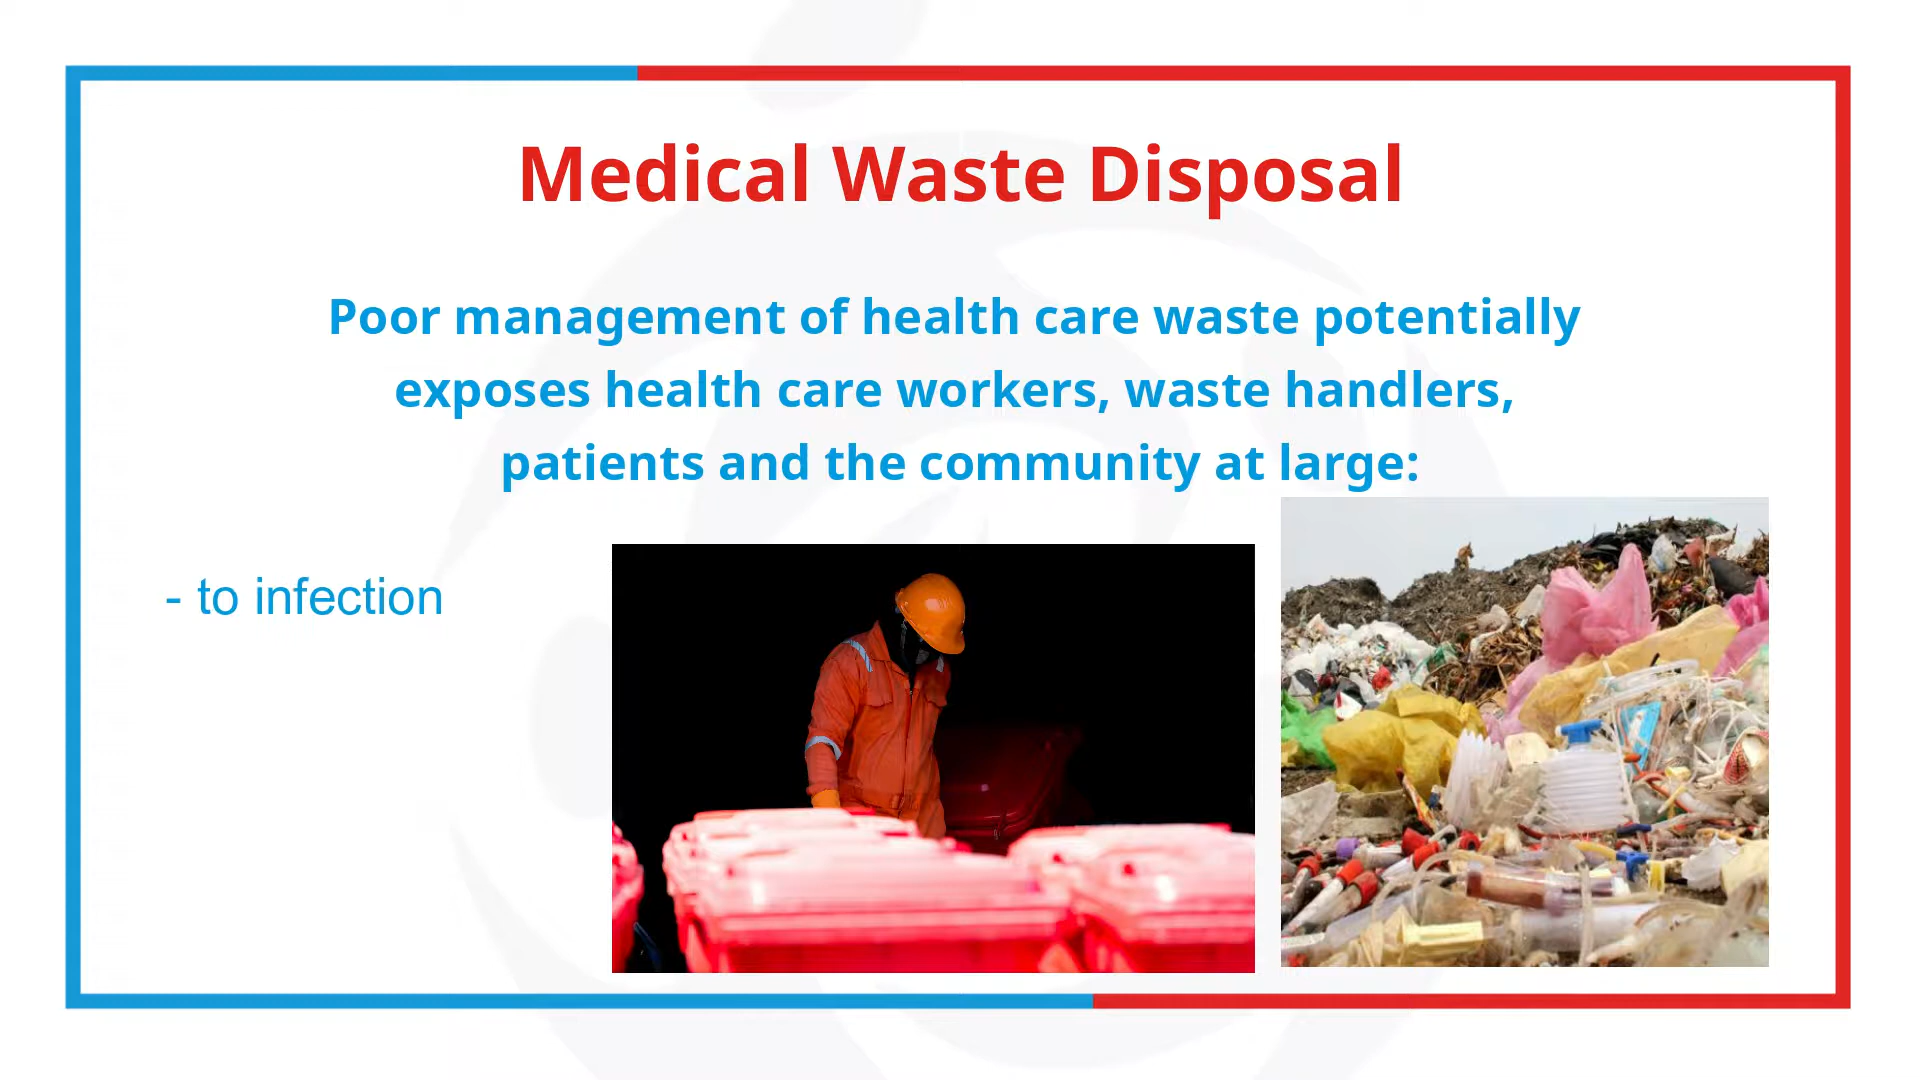 Medical Waste Disposal
Poor management of health care waste potentially
exposes health care workers, waste handlers,
patients and the community at large:
- to infection